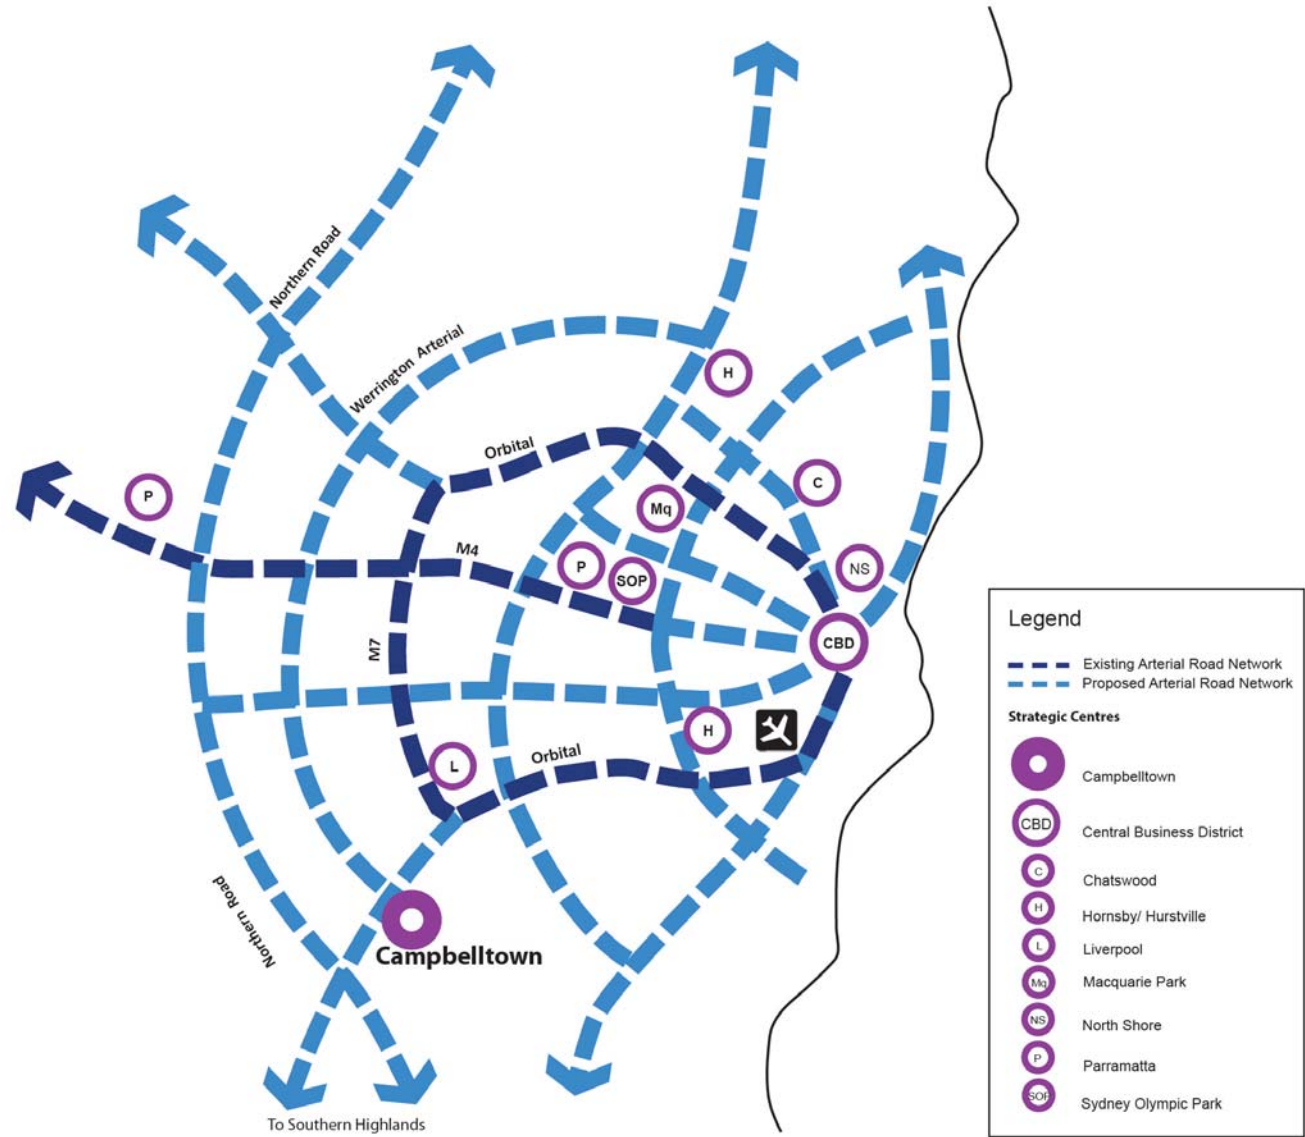 Northern Road
Werrington Arterial
H
Orbital
C
P
Mq
M4
P
SOP
NS
CBD
M7
H
Orbital
L
Northern Road
Campbelltown
To Southern Highlands
Legend
Existing Arterial Road Network
Proposed Arterial Road Network
Strategic Centres
Campbelltown
CBD Central Business District
C Chatswood
H Hornsby/ Hurstville
L Liverpool
Mq Macquarie Park
NS North Shore
P Parramatta
SOP Sydney Olympic Park